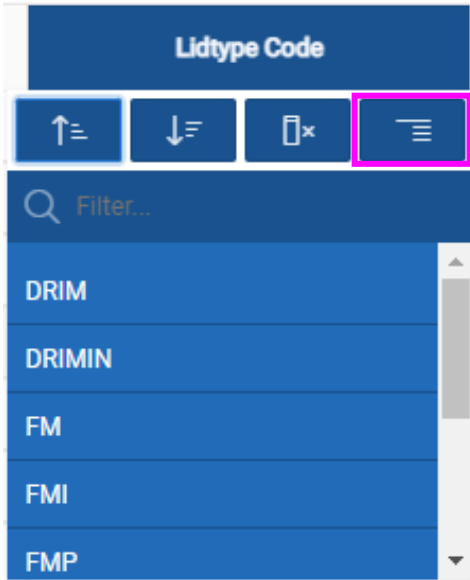 Lidtype Code
Filter...
DRIM
DRIMIN
FM
FMI
FMP